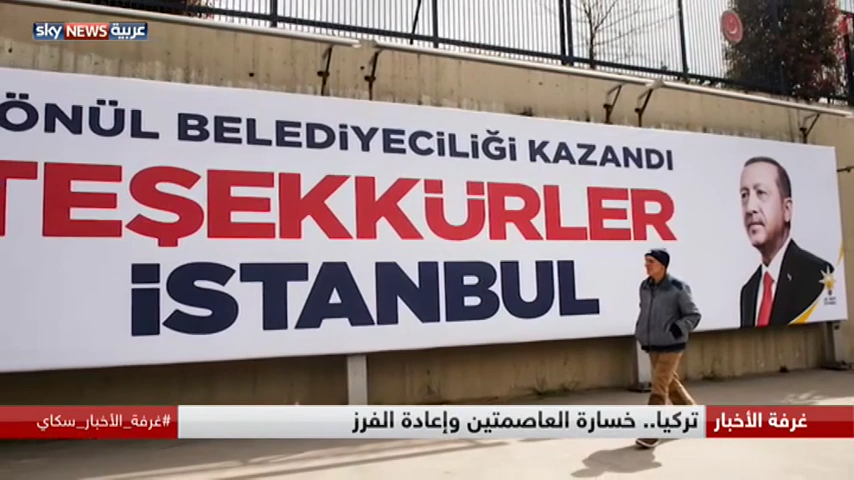 sky NEWS عربية
ÖNÜL BELEDİYECİLİĞİ KAZANDI
TEŞEKKÜRLER
İSTANBUL
غرفة الأخبار
تركيا.. خسارة العاصمتين وإعادة الفرز
#غرفة_الأخبار_سكاي